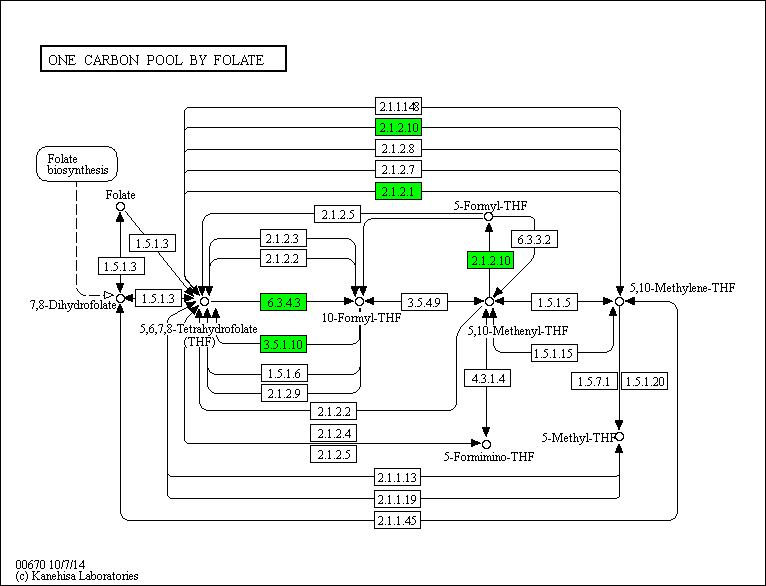 ONE CARBON POOL BY FOLATE
2.1.1.148
2.1.2.10
2.1.2.8
2.1.2.7
2.1.2.1
Folate
biosynthesis
Folate
5-Formyl-THF
2.1.2.5
1.5.1.3
2.1.2.3
6.3.3.2
2.1.2.2
2.1.2.10
1.5.1.3
5,10-Methylene-THF
7,8-Dihydrofolate
1.5.1.3
6.3.4.3
3.5.4.9
1.5.1.5
10-Formyl-THF
5,6,7,8-Tetrahydrofolate
(THF)
5,10-Methenyl-THF
3.5.1.10
1.5.1.15
1.5.1.6
4.3.1.4
1.5.7.1
1.5.1.20
2.1.2.9
2.1.2.2
2.1.2.4
5-Methyl-THF
2.1.2.5
5-Formimino-THF
2.1.1.13
2.1.1.19
2.1.1.45
00670 10/7/14
(c) Kanehisa Laboratories